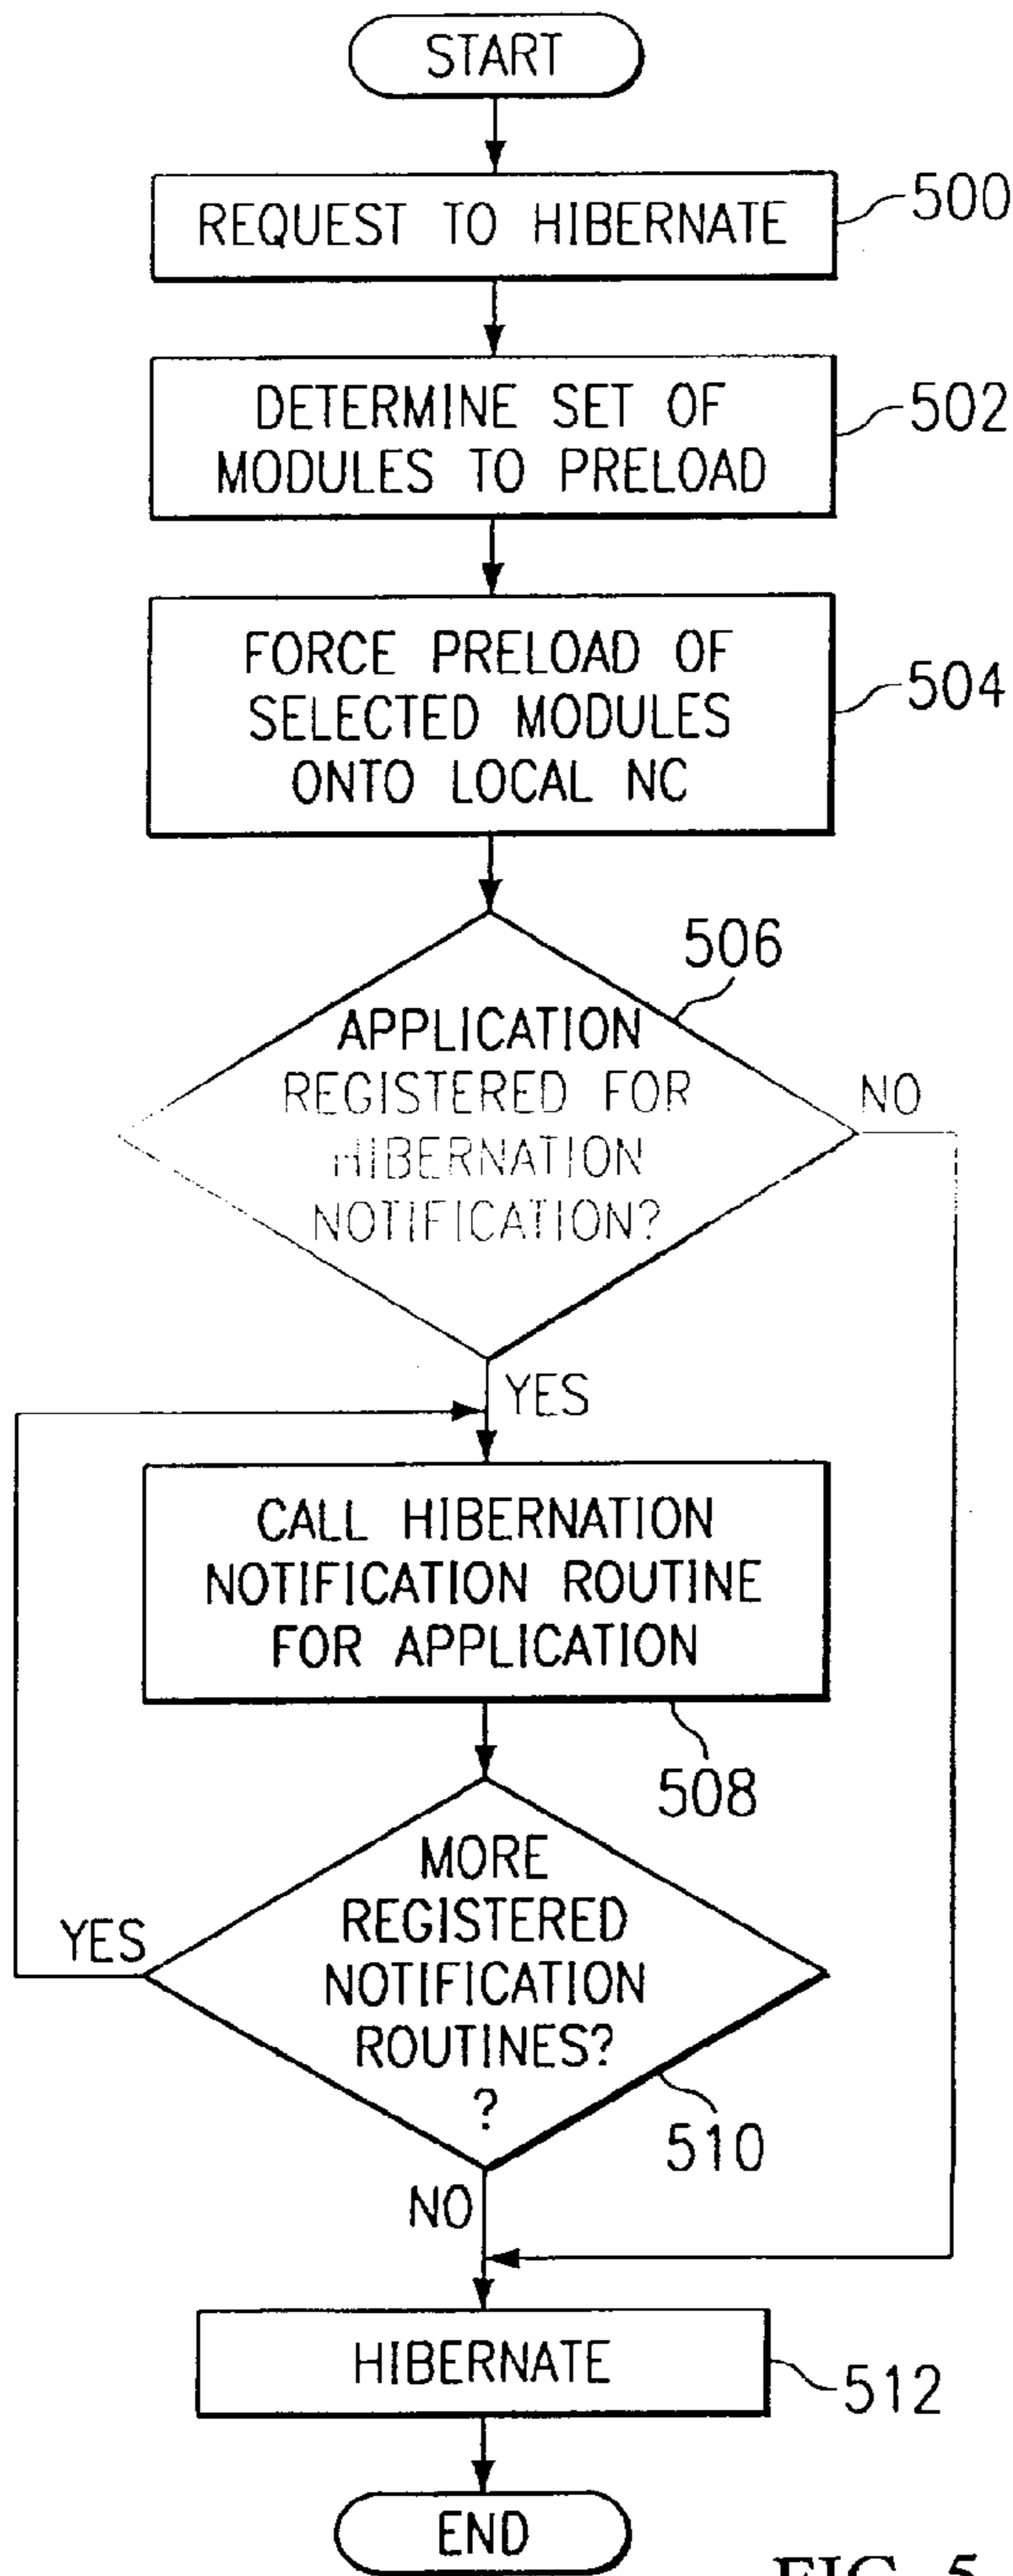 START
REQUEST TO HIBERNATE
500
DETERMINE SET OF
MODULES TO PRELOAD
502
FORCE PRELOAD OF
SELECTED MODULES
ONTO LOCAL NC
504
506
APPLICATION
REGISTERED FOR
HIBERNATION
NOTIFICATION?
NO
YES
CALL HIBERNATION
NOTIFICATION ROUTINE
FOR APPLICATION
508
MORE
REGISTERED
NOTIFICATION
ROUTINES?
?
YES
510
NO
HIBERNATE
512
END
FIG. 5